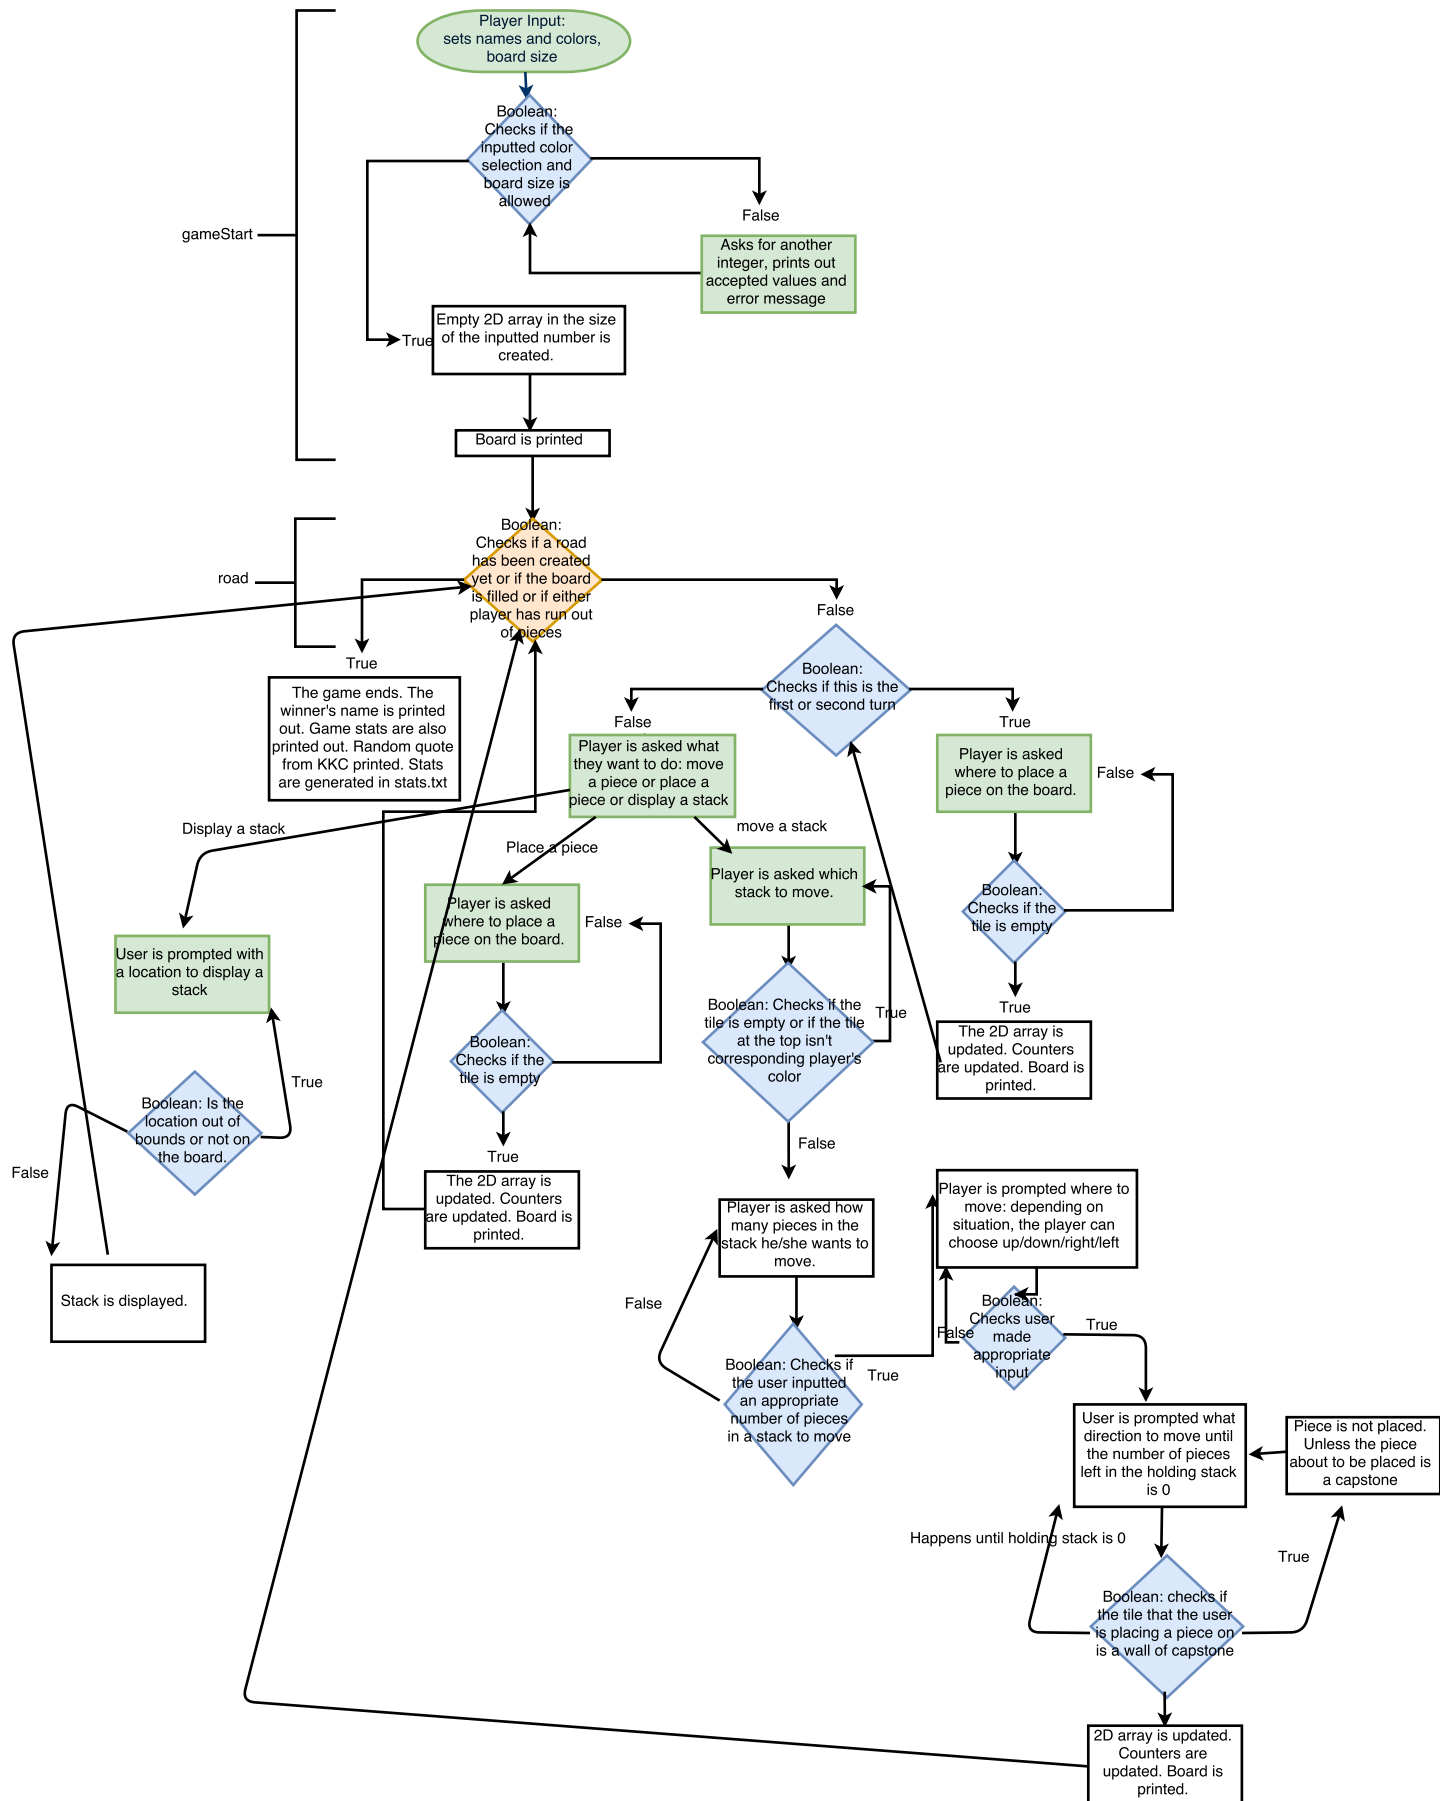 Player Input:
sets names and colors,
board size
Boolean:
Checks if the
inputted color
selection and
board size is
allowed
False
gameStart
Asks for another
integer, prints out
accepted values and
error message
True
Empty 2D array in the size
of the inputted number is
created.
Board is printed
road
Boolean:
Checks if a road
has been created
yet or if the board
is filled or if either
player has run out
of pieces
True
The game ends. The
winner's name is printed
out. Game stats are also
printed out. Random quote
from KKC printed. Stats
are generated in stats.txt
False
Boolean:
Checks if this is the
first or second turn
False
Player is asked what
they want to do: move
a piece or place a
piece or display a stack
True
Player is asked
where to place a
piece on the board.
False
Boolean:
Checks if the
tile is empty
True
The 2D array is
updated. Counters
are updated. Board is
printed.
Display a stack
User is prompted with
a location to display a
stack
True
Boolean: Is the
location out of
bounds or not on
the board.
False
Stack is displayed.
Place a piece
Player is asked
where to place a
piece on the board.
False
Boolean:
Checks if the
tile is empty
True
The 2D array is
updated. Counters
are updated. Board is
printed.
move a stack
Player is asked which
stack to move.
Boolean: Checks if the
tile is empty or if the tile
at the top isn't
corresponding player's
color
True
False
Player is asked how
many pieces in the
stack he/she wants to
move.
False
Boolean: Checks if
the user inputted
an appropriate
number of pieces
in a stack to move
True
Player is prompted where to
move: depending on
situation, the player can
choose up/down/right/left
Boolean:
Checks user
made
appropriate
input
False
True
User is prompted what
direction to move until
the number of pieces
left in the holding stack
is 0
Piece is not placed.
Unless the piece
about to be placed is
a capstone
Happens until holding stack is 0
True
Boolean: checks if
the tile that the user
is placing a piece on
is a wall of capstone
2D array is updated.
Counters are
updated. Board is
printed.